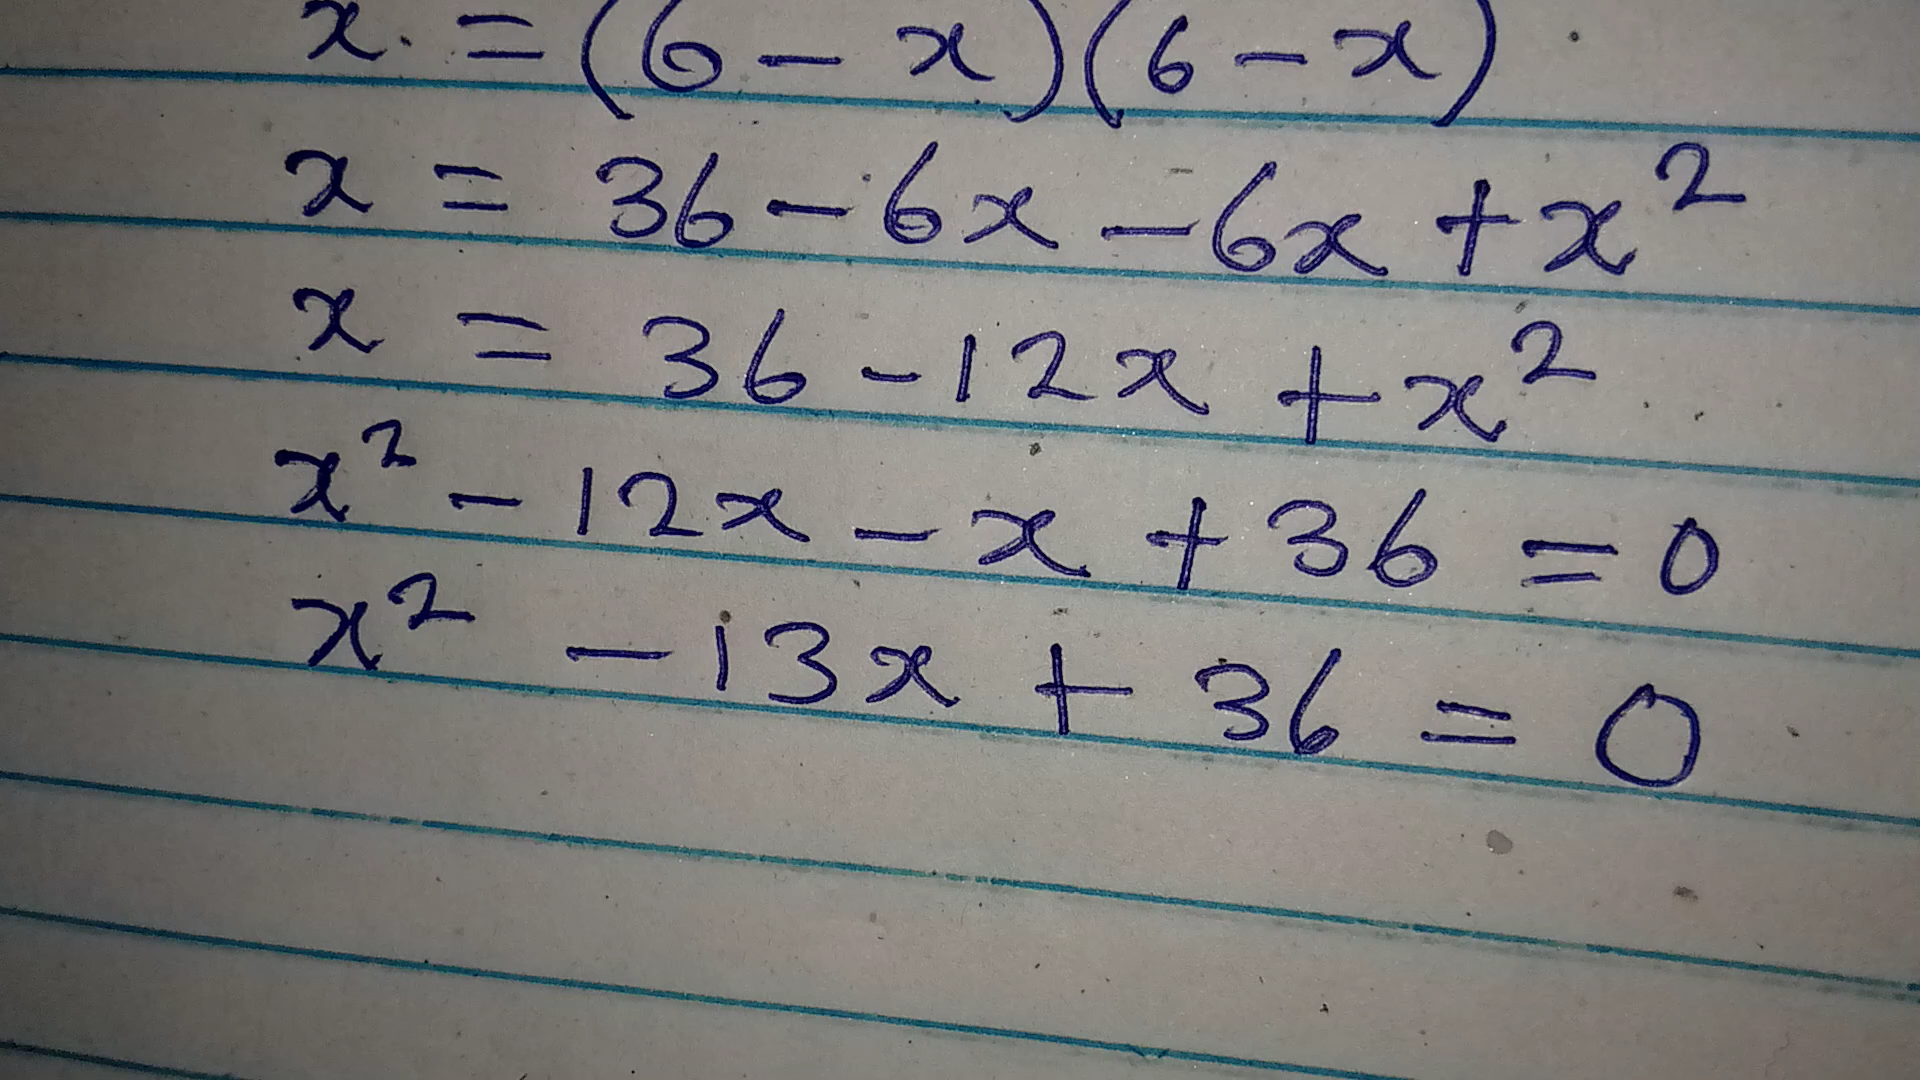 x. = (6 - x)(6 - x)
x = 36 - 6x - 6x + x²
x = 36 - 12x + x²
x² - 12x - x + 36 = 0
x² - 13x + 36 = 0